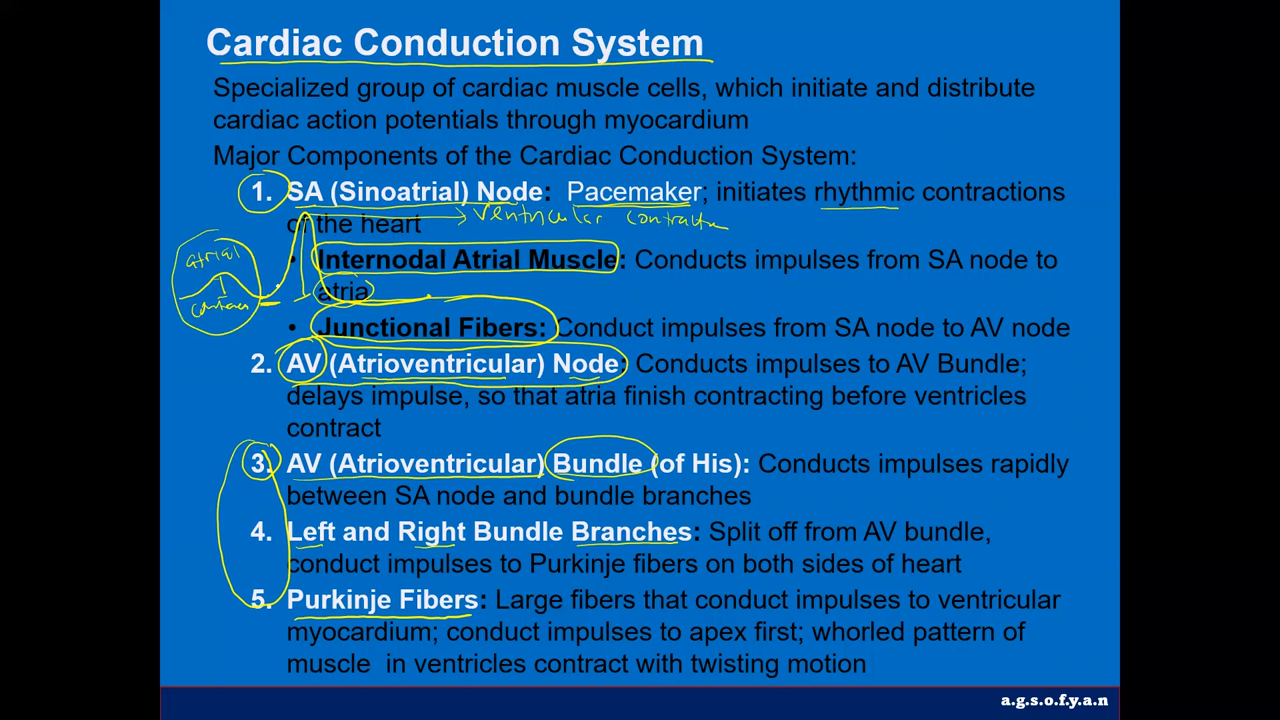 Cardiac Conduction System
Specialized group of cardiac muscle cells, which initiate and distribute
cardiac action potentials through myocardium
Major Components of the Cardiac Conduction System:
1. SA (Sinoatrial) Node: Pacemaker; initiates rhythmic contractions
of the heart
ventricular
atrial
• Internodal Atrial Muscle: Conducts impulses from SA node to
atria
• Junctional Fibers: Conduct impulses from SA node to AV node
2. AV (Atrioventricular) Node: Conducts impulses to AV Bundle;
delays impulse, so that atria finish contracting before ventricles
contract
3. AV (Atrioventricular) Bundle (of His): Conducts impulses rapidly
between SA node and bundle branches
4. Left and Right Bundle Branches: Split off from AV bundle,
conduct impulses to Purkinje fibers on both sides of heart
5. Purkinje Fibers: Large fibers that conduct impulses to ventricular
myocardium; conduct impulses to apex first; whorled pattern of
muscle in ventricles contract with twisting motion
a.g.s.o.f.y.a.n